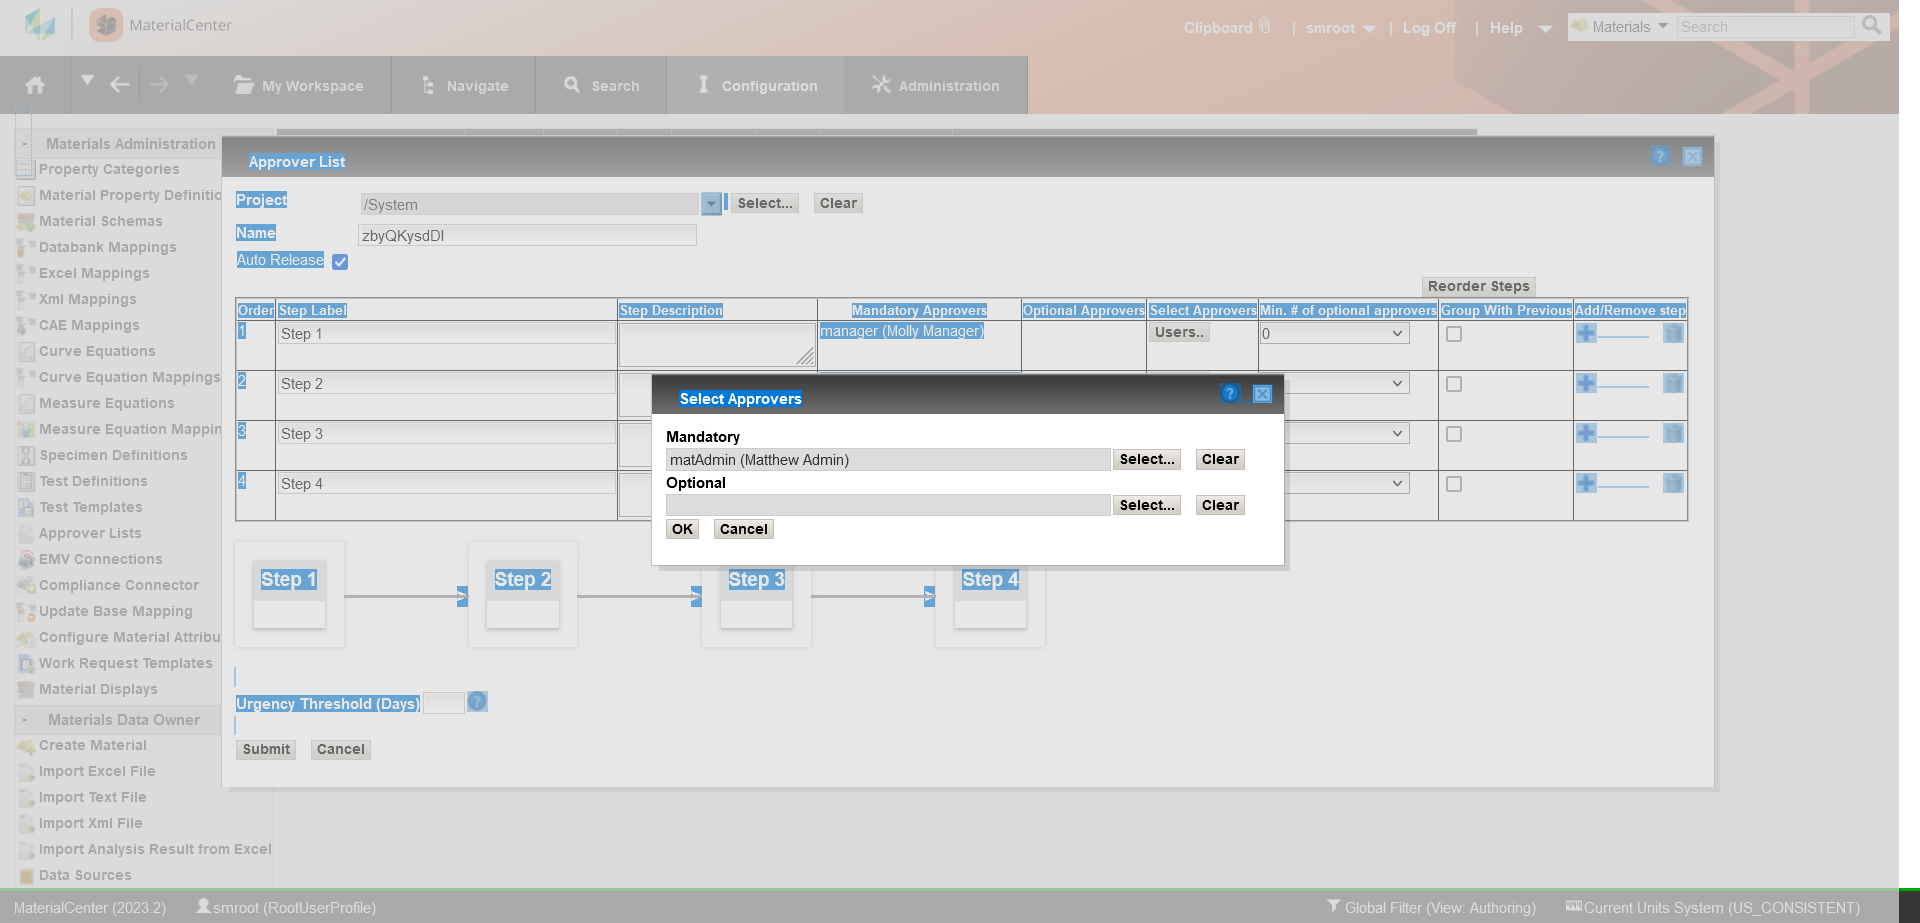 MaterialCenter
Clipboard | smroot | Log Off | Help
Materials Search
My Workspace Navigate Search Configuration Administration
- Materials Administration
Property Categories
Material Property Definitio
Material Schemas
Databank Mappings
Excel Mappings
Xml Mappings
CAE Mappings
Curve Equations
Curve Equation Mappings
Measure Equations
Measure Equation Mappin
Specimen Definitions
Test Definitions
Test Templates
Approver Lists
EMV Connections
Compliance Connector
Update Base Mapping
Configure Material Attribu
Work Request Templates
Material Displays
- Materials Data Owner
Create Material
Import Excel File
Import Text File
Import Xml File
Import Analysis Result from Excel
Data Sources
Approver List ?
Project /System Select... Clear
Name zbyQKysdDI
Auto Release
Reorder Steps
Order Step Label Step Description Mandatory Approvers Optional Approvers Select Approvers Min. # of optional approvers Group With Previous Add/Remove step
1 Step 1 manager (Molly Manager) Users.. 0
2 Step 2
3 Step 3
4 Step 4
Select Approvers ?
Mandatory
matAdmin (Matthew Admin) Select... Clear
Optional
Select... Clear
OK Cancel
Step 1 > Step 2 > Step 3 > Step 4
Urgency Threshold (Days) ?
Submit Cancel
MaterialCenter (2023.2) smroot (RootUserProfile) Global Filter (View: Authoring) Current Units System (US_CONSISTENT)